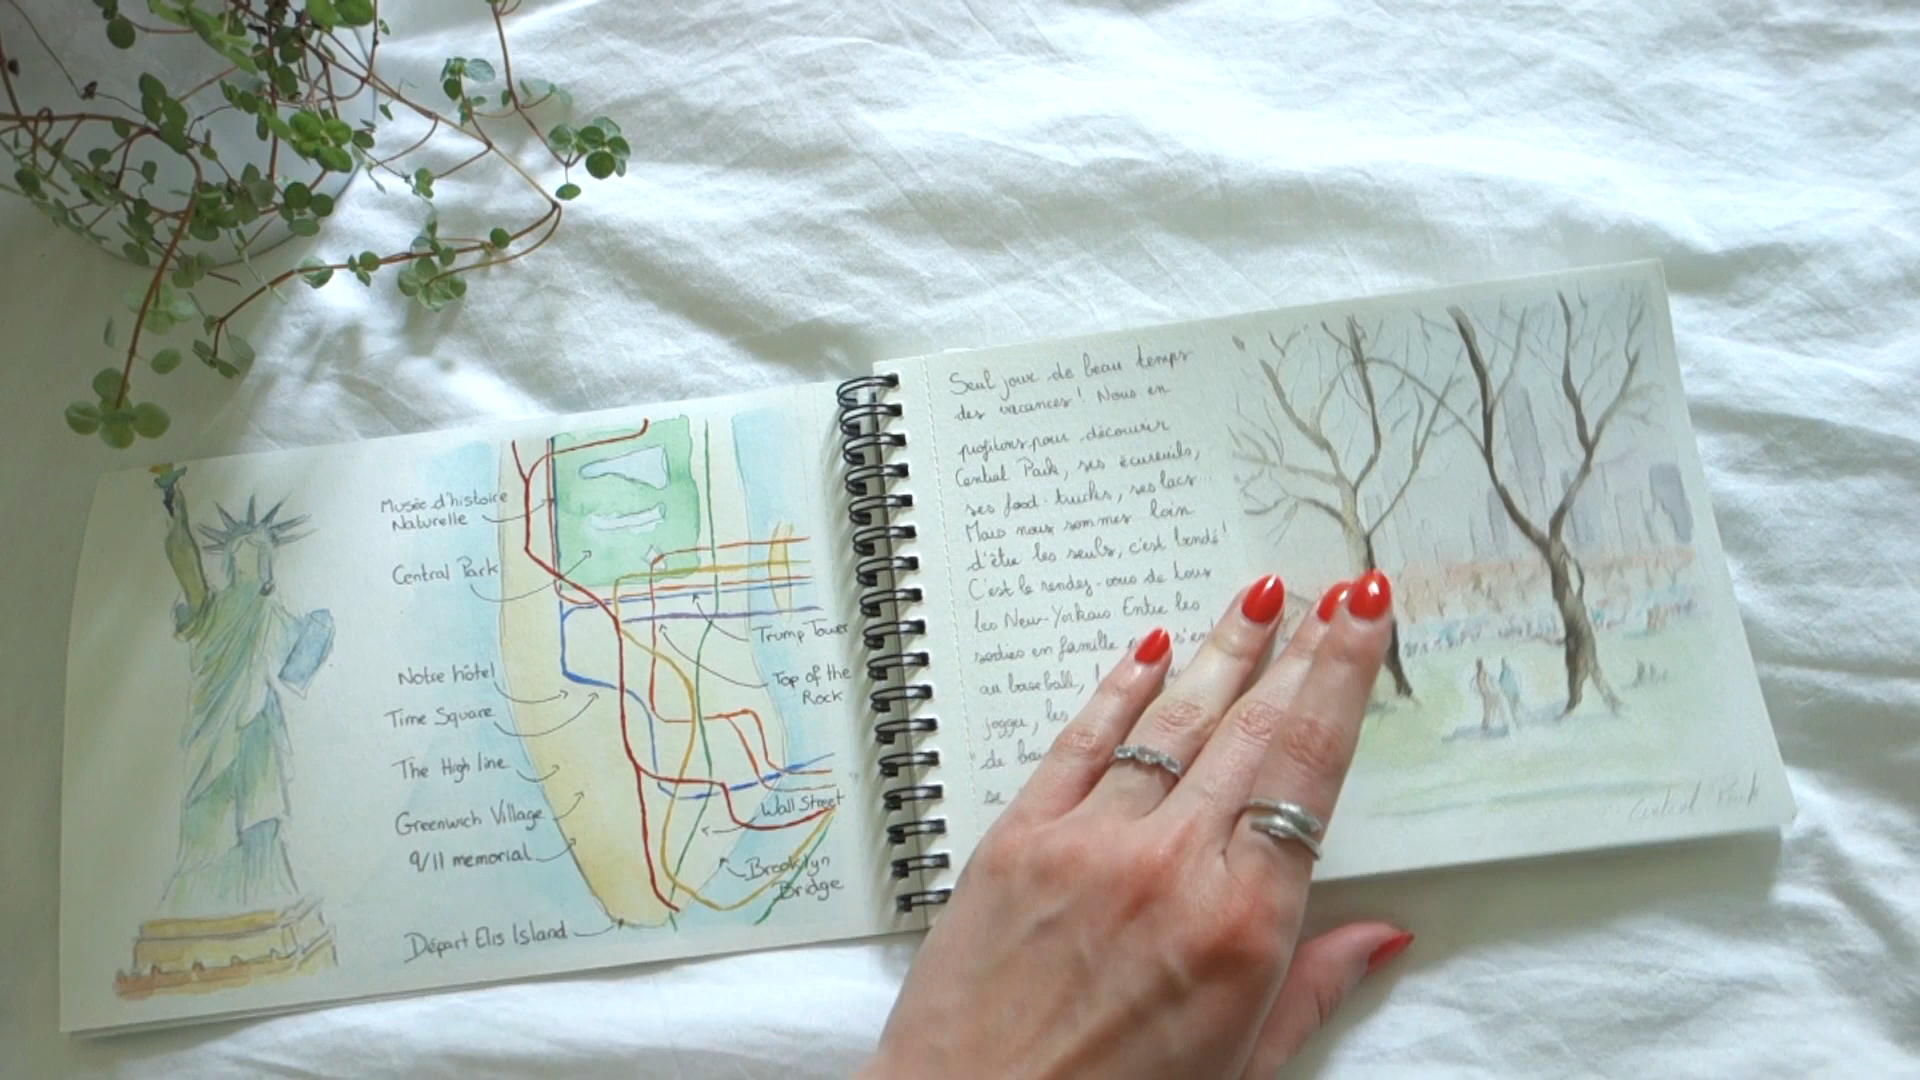 Musée d'histoire
Naturelle
Central Park
Notre hôtel
Time Square
The High line
Greenwich Village
9/11 memorial
Départ Elis Island
Trump Tower
Top of the
Rock
Wall Street
Brooklyn
Bridge
Seul jour de beau temps
des vacances! Nous en
profitons pour découvrir
Central Park, ses écureuils,
ses food-trucks, ses lacs...
Mais nous sommes loin
d'être les seuls, c'est bondé!
C'est le rendez-vous de tous
les New-Yorkais. Entre les
sorties en famille
au baseball,
jogger, les
de
se
Central Park